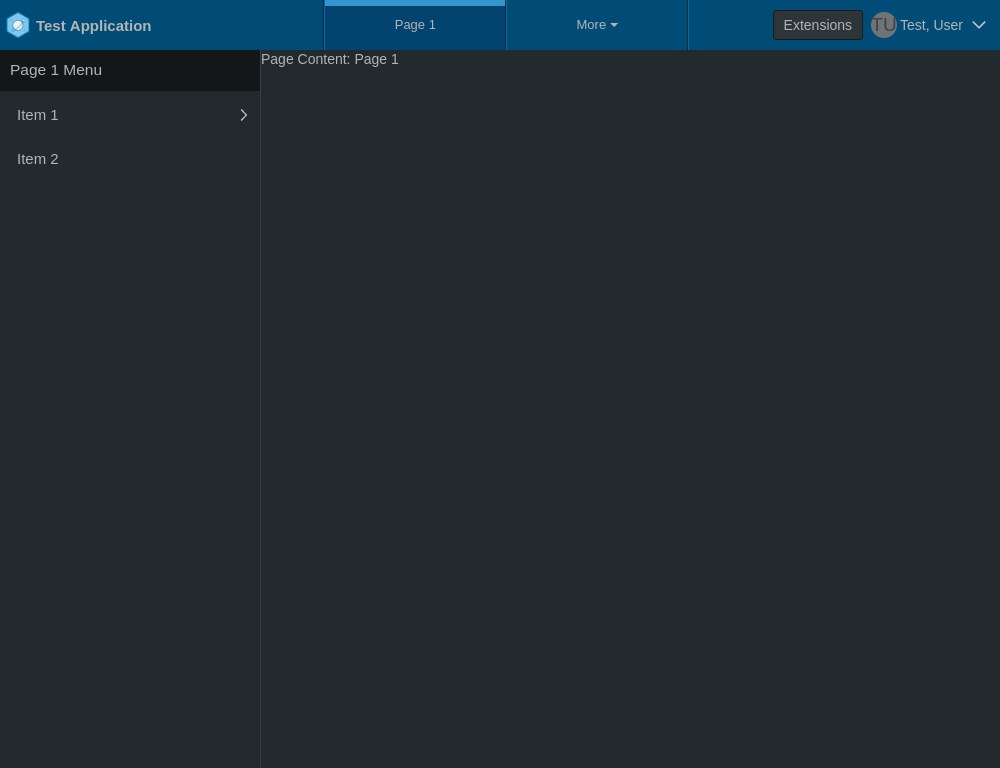 Test Application
Page 1
More
Extensions
TU
Test, User
Page 1 Menu
Page Content: Page 1
Item 1
Item 2